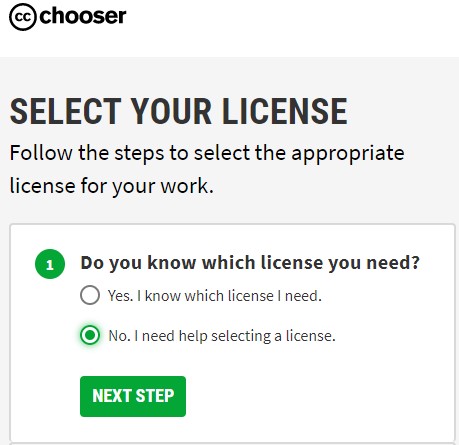 cc chooser
SELECT YOUR LICENSE
Follow the steps to select the appropriate
license for your work.
1 Do you know which license you need?
Yes. I know which license I need.
No. I need help selecting a license.
NEXT STEP